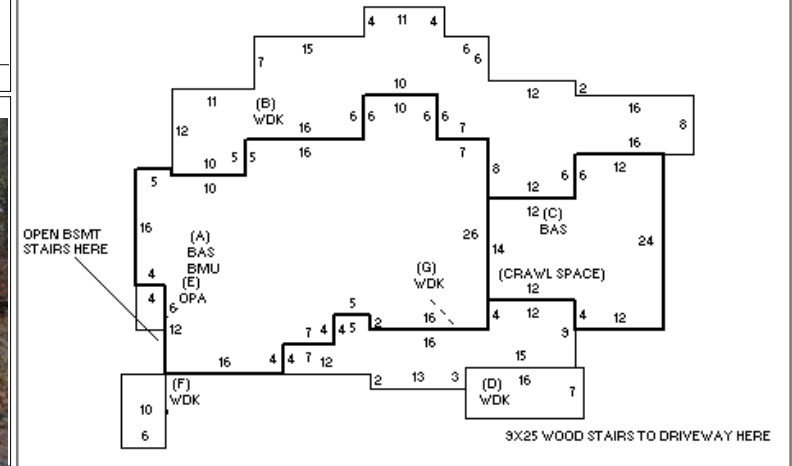 4 11 4
15 6
7 6
12 2
11 10 16
(B)
WDK
10
12 16 6 6 6 6 7 8
16 7 16
10 5 5 12
5 10 8 6 6
12
16 26 12 (C) 24
BAS
(A)
BAS
BMU
14
OPEN BSMT
STAIRS HERE
(G)
WDK
(CRAWL SPACE)
4 12
(E)
OPA
4 5
6 12
12 4 4 5 2 16 4 4 12
7 16 9
16 4 4 7 12 15
(F)
WDK
2 13 3 (D) 16
WDK
7
10
6
9X25 WOOD STAIRS TO DRIVEWAY HERE